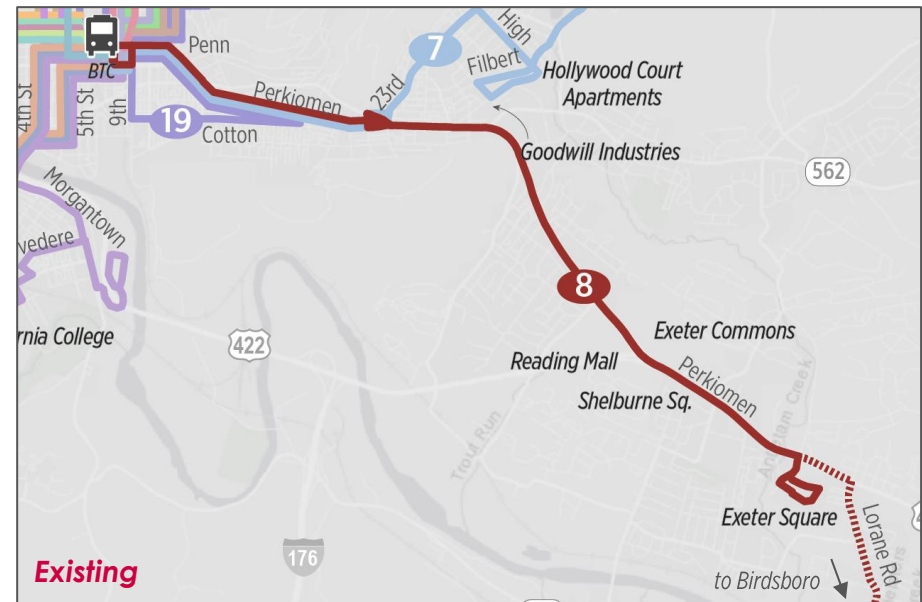 BTC
Penn
High
7
Filbert
Hollywood Court
Apartments
4th St
5th St
9th
Perkiomen
23rd
19
Cotton
Goodwill Industries
562
Morgantown
vedere
8
rnia College
422
Exeter Commons
Reading Mall
Perkiomen
Shelburne Sq.
Trout Run
Exeter Square
Lorane Rd
176
Existing
to Birdsboro